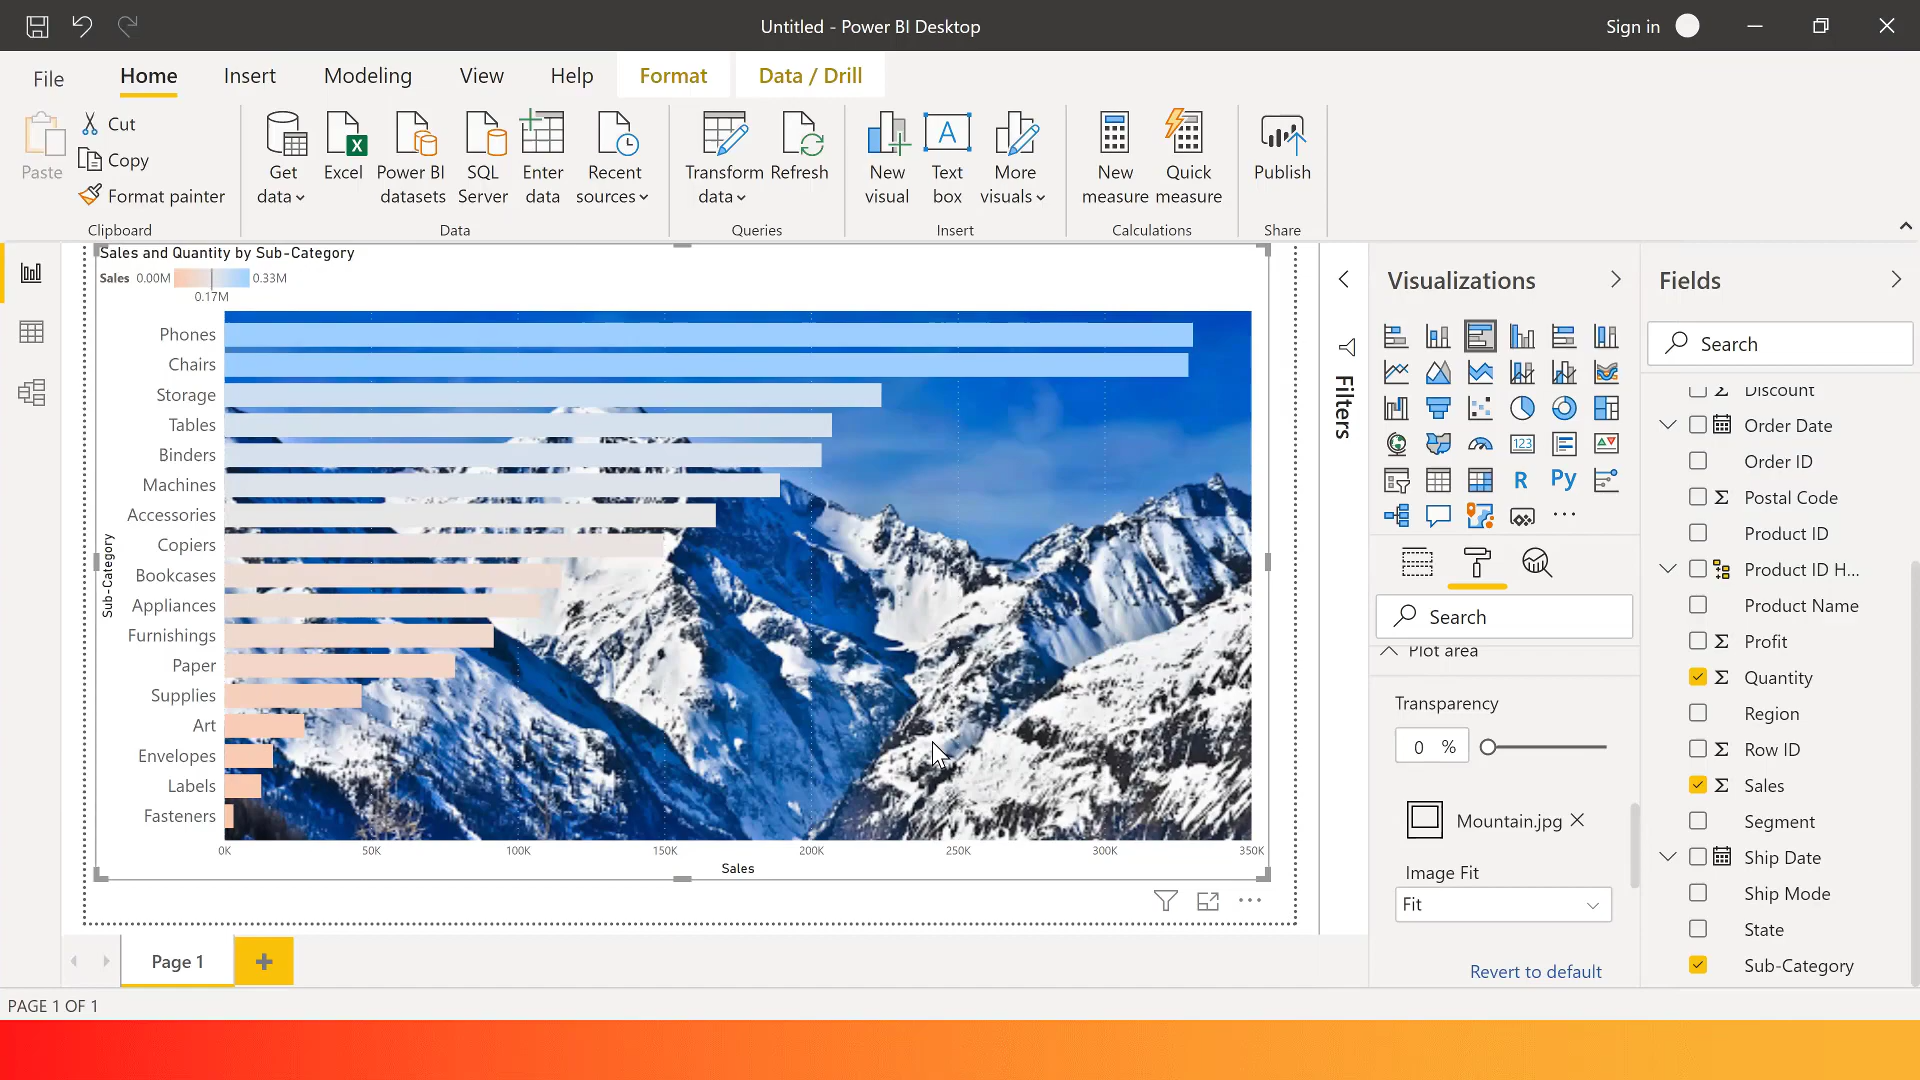 Untitled - Power BI Desktop
Sign in
File
Home
Insert
Modeling
View
Help
Format
Data / Drill
Paste
Cut
Copy
Format painter
Clipboard
Get data
Excel
Power BI datasets
SQL Server
Enter data
Recent sources
Data
Transform data
Refresh
Queries
New visual
Text box
More visuals
Insert
New measure
Quick measure
Calculations
Publish
Share
Sales and Quantity by Sub-Category
Sales 0.00M 0.33M
0.17M
Sub-Category
Phones
Chairs
Storage
Tables
Binders
Machines
Accessories
Copiers
Bookcases
Appliances
Furnishings
Paper
Supplies
Art
Envelopes
Labels
Fasteners
0K 50K 100K 150K 200K 250K 300K 350K
Sales
Filters
Visualizations
123
R
Py
Search
Plot area
Transparency
0 %
Mountain.jpg
Image Fit
Fit
Revert to default
Fields
Search
Discount
Order Date
Order ID
Postal Code
Product ID
Product ID H...
Product Name
Profit
Quantity
Region
Row ID
Sales
Segment
Ship Date
Ship Mode
State
Sub-Category
Page 1
PAGE 1 OF 1